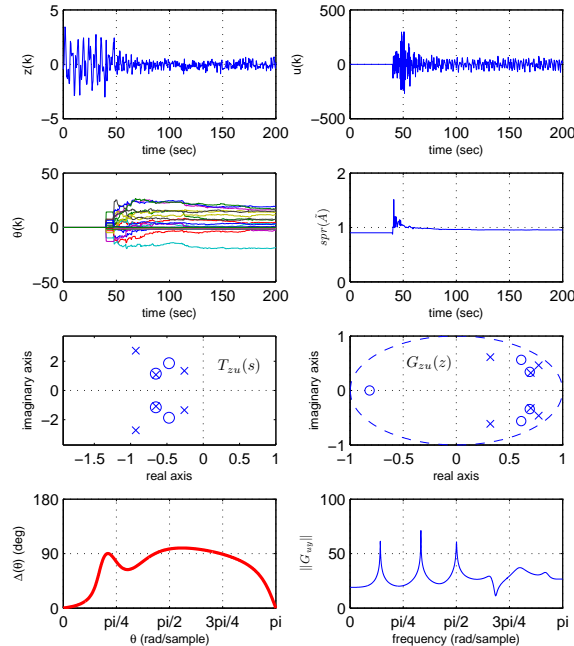 z(k)
5
0
−5
0 50 100 150 200
time (sec)
u(k)
500
0
−500
0 50 100 150 200
time (sec)
θ(k)
50
0
−50
0 50 100 150 200
time (sec)
spr(Ã)
2
1
0
0 50 100 150 200
time (sec)
imaginary axis
2
0
−2
T_zu(s)
−1.5 −1 −0.5 0 0.5 1
real axis
imaginary axis
1
0.5
0
−0.5
−1
G_zu(z)
−1 −0.5 0 0.5 1
real axis
Δ(θ) (deg)
180
90
0
0 pi/4 pi/2 3pi/4 pi
θ (rad/sample)
||G_uy||
100
50
0
0 pi/4 pi/2 3pi/4 pi
frequency (rad/sample)